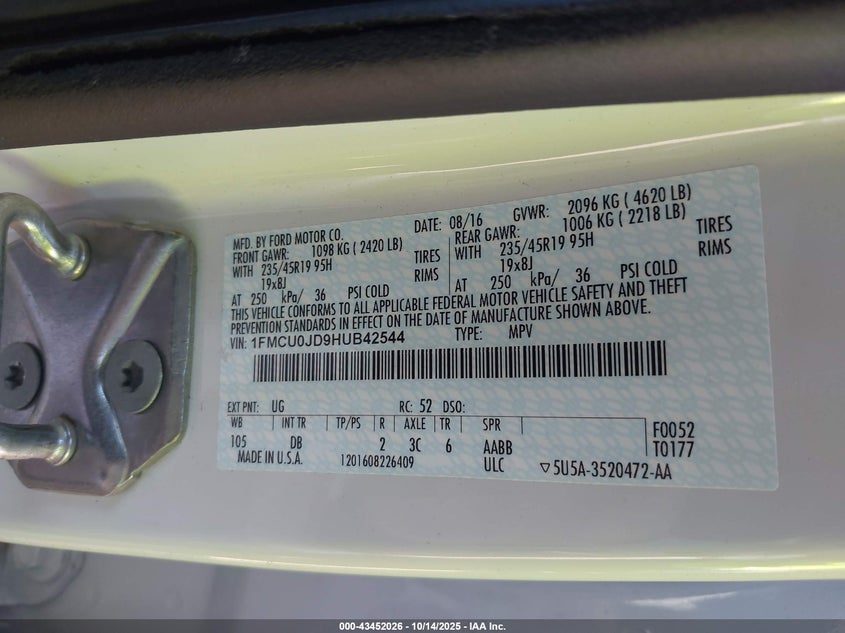 MFD. BY FORD MOTOR CO. DATE: 08/16 GVWR: 2096 KG ( 4620 LB)
FRONT GAWR: 1098 KG ( 2420 LB) REAR GAWR: 1006 KG ( 2218 LB)
WITH 235/45R19 95H TIRES WITH 235/45R19 95H TIRES
19x8J RIMS 19x8J RIMS
AT 250 kPa/ 36 PSI COLD AT 250 kPa/ 36 PSI COLD
THIS VEHICLE CONFORMS TO ALL APPLICABLE FEDERAL MOTOR VEHICLE SAFETY AND THEFT
PREVENTION STANDARDS IN EFFECT ON THE DATE OF MANUFACTURE SHOWN ABOVE.
VIN: 1FMCU0JD9HUB42544 TYPE: MPV
EXT PNT: UG RC: 52 DSO:
WB INT TR TP/PS R AXLE TR SPR F0052
105 DB 2 3C 6 AABB T0177
MADE IN U.S.A. 1201608226409 ULC ▽5U5A-3520472-AA
000-43452026 - 10/14/2025 - IAA Inc.